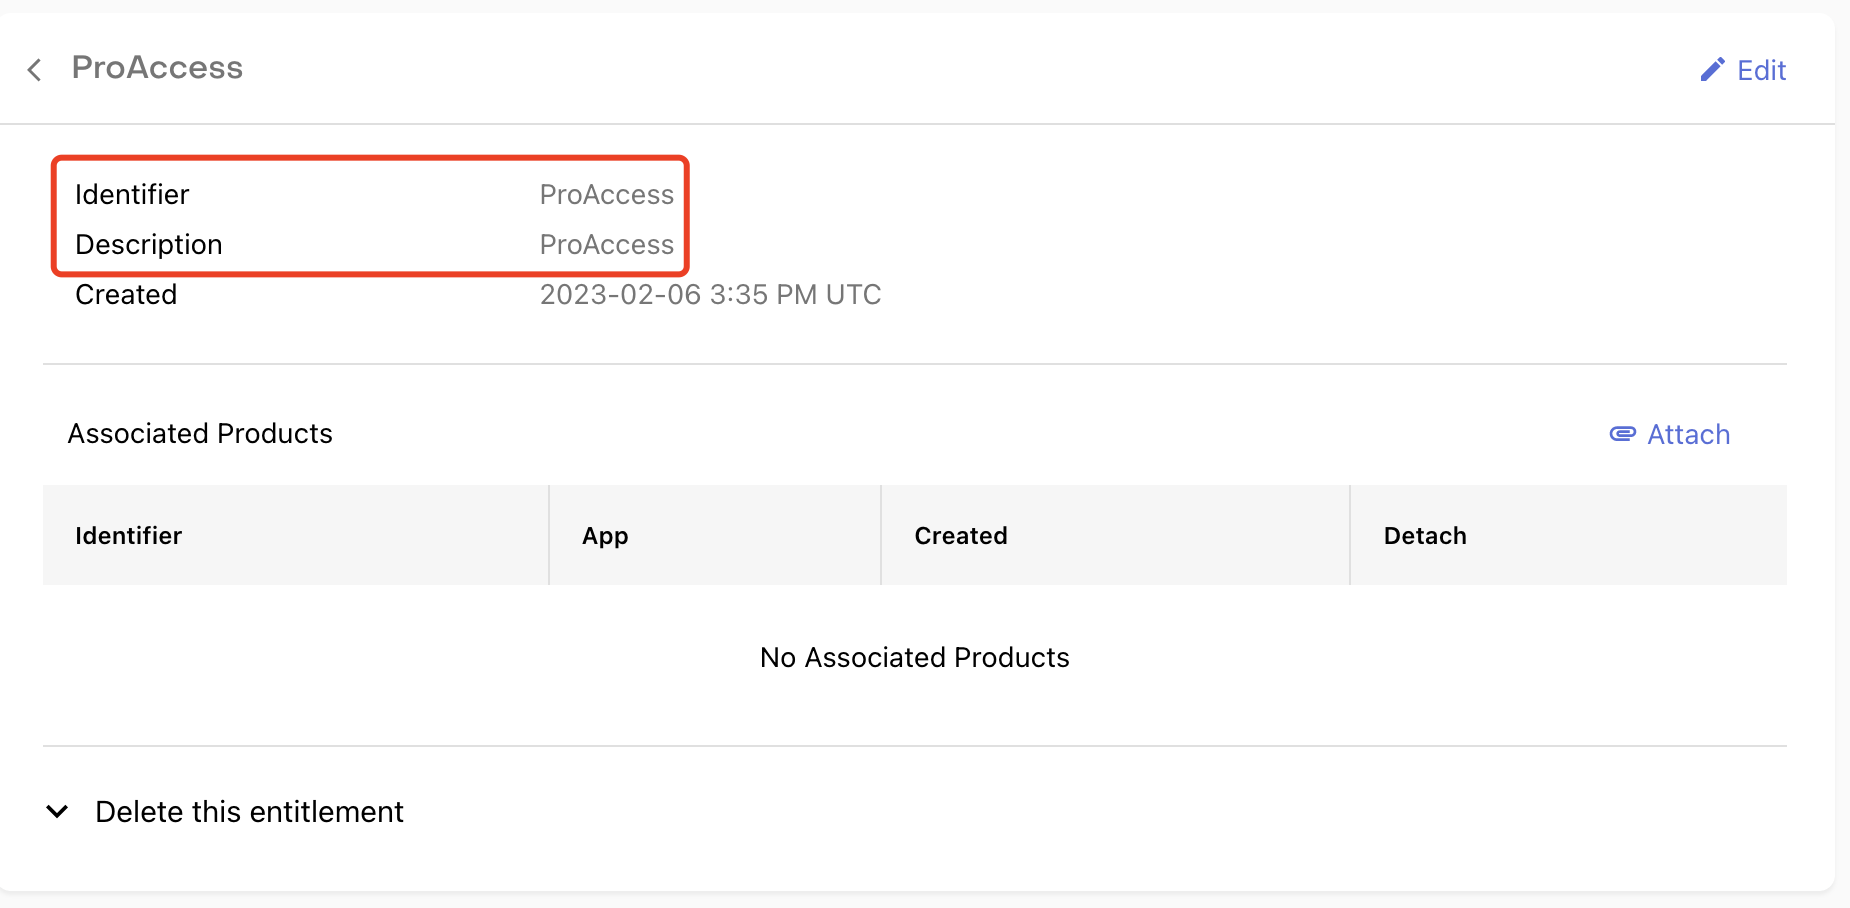 ProAccess
Edit
Identifier ProAccess
Description ProAccess
Created 2023-02-06 3:35 PM UTC
Associated Products Attach
Identifier App Created Detach
No Associated Products
Delete this entitlement